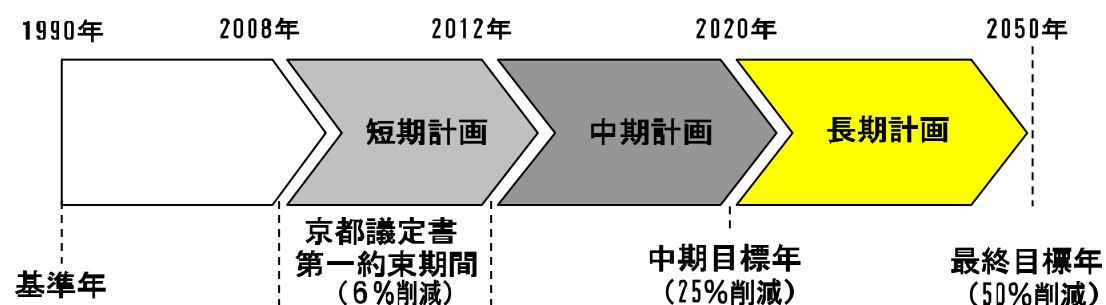 1990年
2008年
2012年
2020年
2050年
短期計画
中期計画
長期計画
基準年
京都議定書
第一約束期間
(6%削減)
中期目標年
(25%削減)
最終目標年
(50%削減)